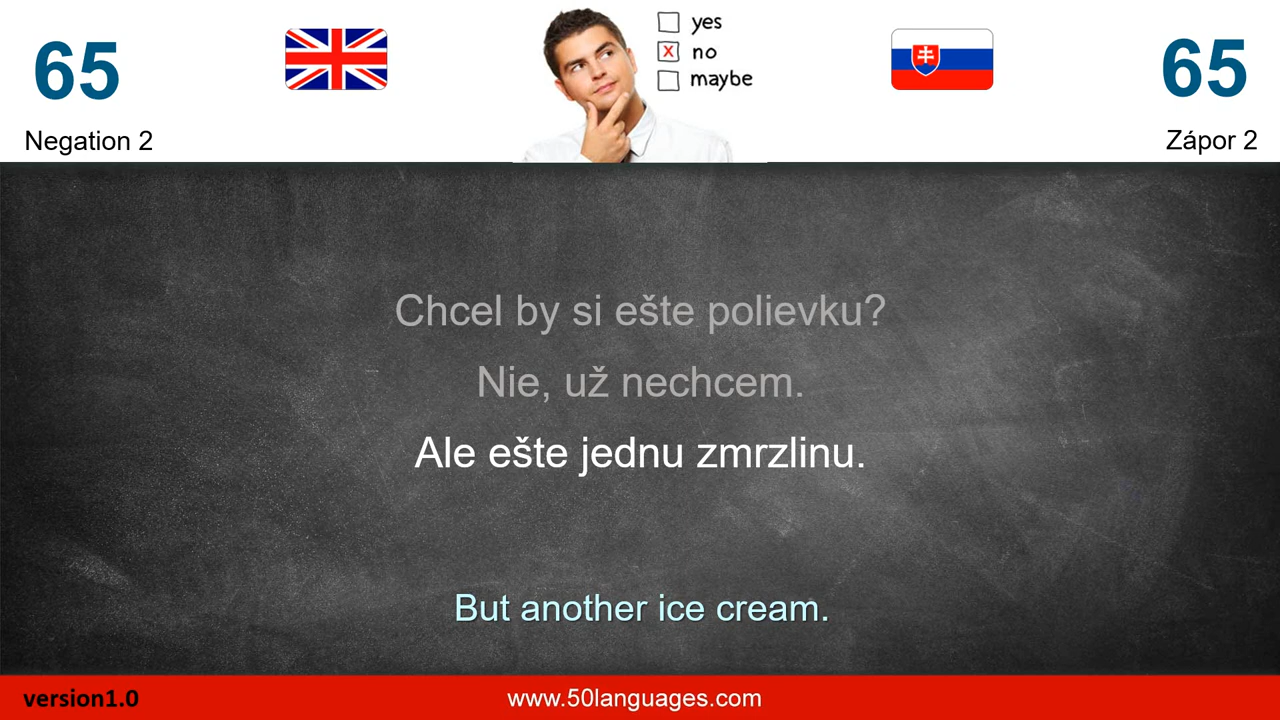 65
65
yes
x no
maybe
Negation 2
Zápor 2
Chcel by si ešte polievku?
Nie, už nechcem.
Ale ešte jednu zmrzlinu.
But another ice cream.
version1.0
www.50languages.com